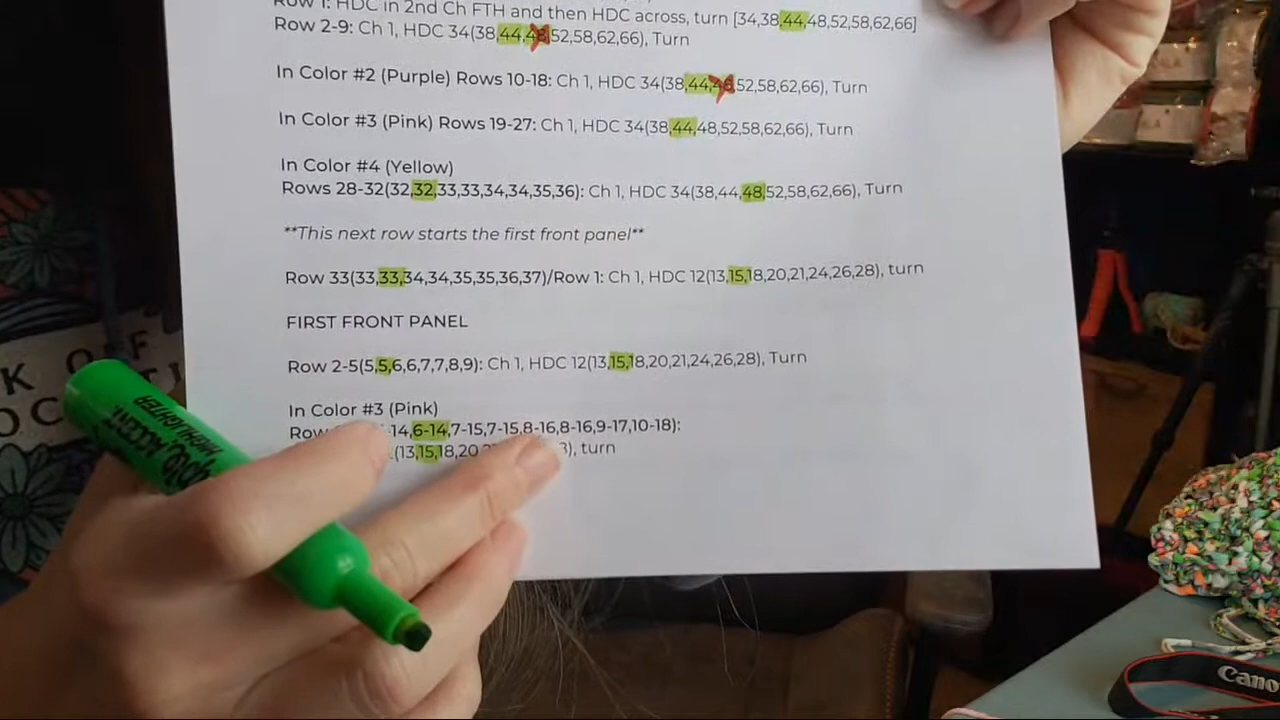 Row 1: HDC in 2nd Ch FTH and then HDC across, turn [34,38,44,48,52,58,62,66]
Row 2-9: Ch 1, HDC 34(38,44,48,52,58,62,66), Turn
In Color #2 (Purple) Rows 10-18: Ch 1, HDC 34(38,44,48,52,58,62,66), Turn
In Color #3 (Pink) Rows 19-27: Ch 1, HDC 34(38,44,48,52,58,62,66), Turn
In Color #4 (Yellow)
Rows 28-32(32,32,33,33,34,34,35,36): Ch 1, HDC 34(38,44,48,52,58,62,66), Turn
**This next row starts the first front panel**
Row 33(33,33,34,34,35,35,36,37)/Row 1: Ch 1, HDC 12(13,15,18,20,21,24,26,28), turn
FIRST FRONT PANEL
Row 2-5(5,5,6,6,7,7,8,9): Ch 1, HDC 12(13,15,18,20,21,24,26,28), Turn
In Color #3 (Pink)
Row 14,6-14,7-15,7-15,8-16,8-16,9-17,10-18):
(13,15,18,20 ), turn
K OF
OC
HIGHLIGHTER
Cano